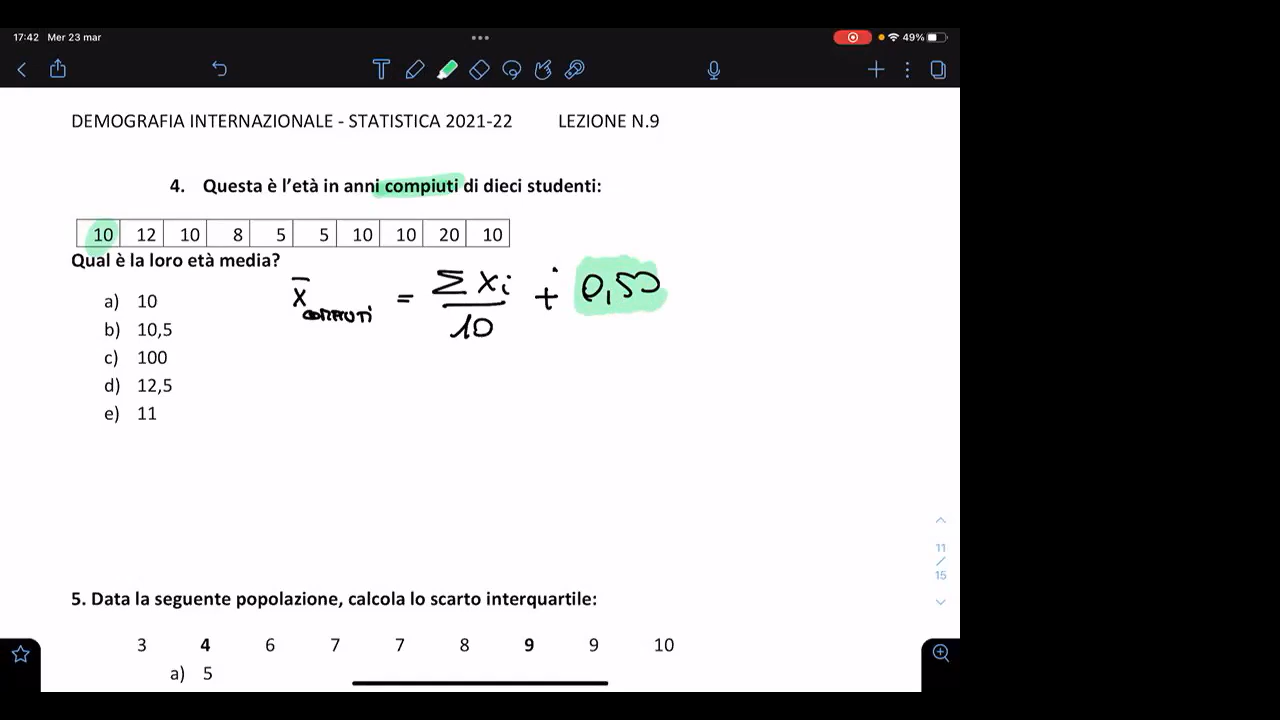 17:42 Mer 23 mar
49%
DEMOGRAFIA INTERNAZIONALE - STATISTICA 2021-22 LEZIONE N.9
4. Questa è l'età in anni compiuti di dieci studenti:
10 12 10 8 5 5 10 10 20 10
Qual è la loro età media?
x̄ COMPIUTI = Σ xi / 10 + 0,50
a) 10
b) 10,5
c) 100
d) 12,5
e) 11
11
/
15
5. Data la seguente popolazione, calcola lo scarto interquartile:
3 4 6 7 7 8 9 9 10
a) 5